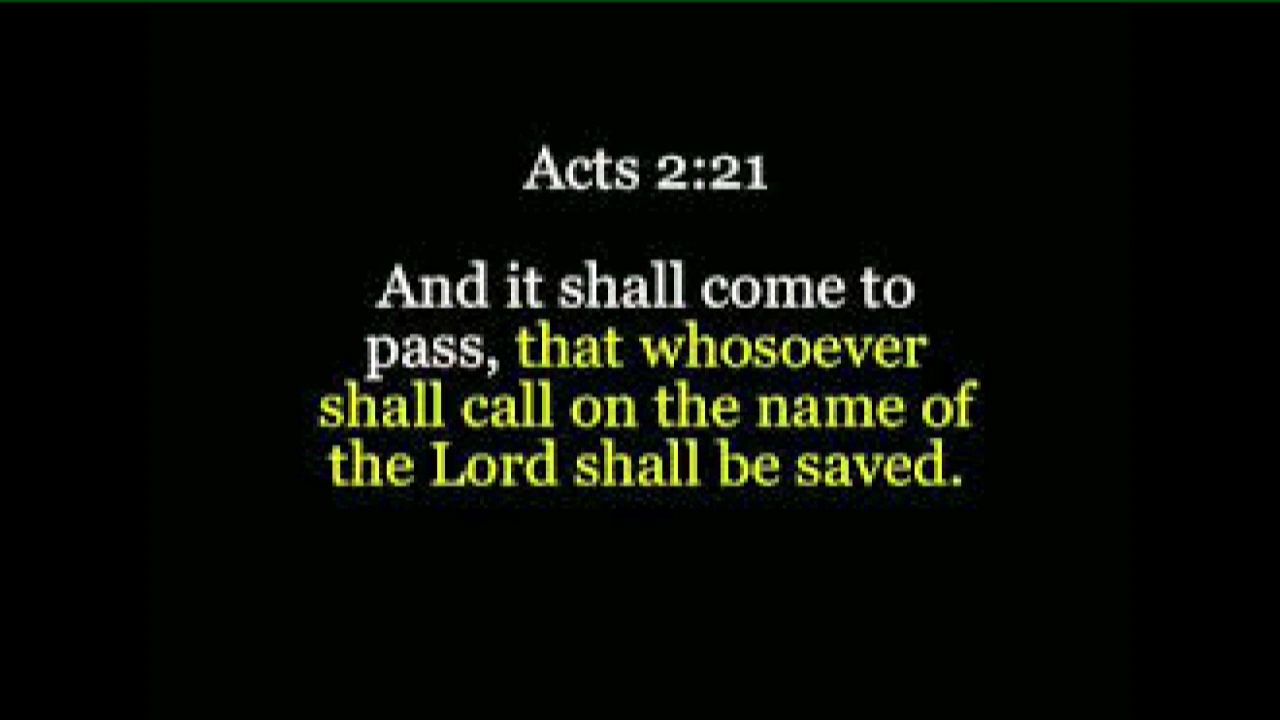 Acts 2:21
And it shall come to
pass, that whosoever
shall call on the name of
the Lord shall be saved.